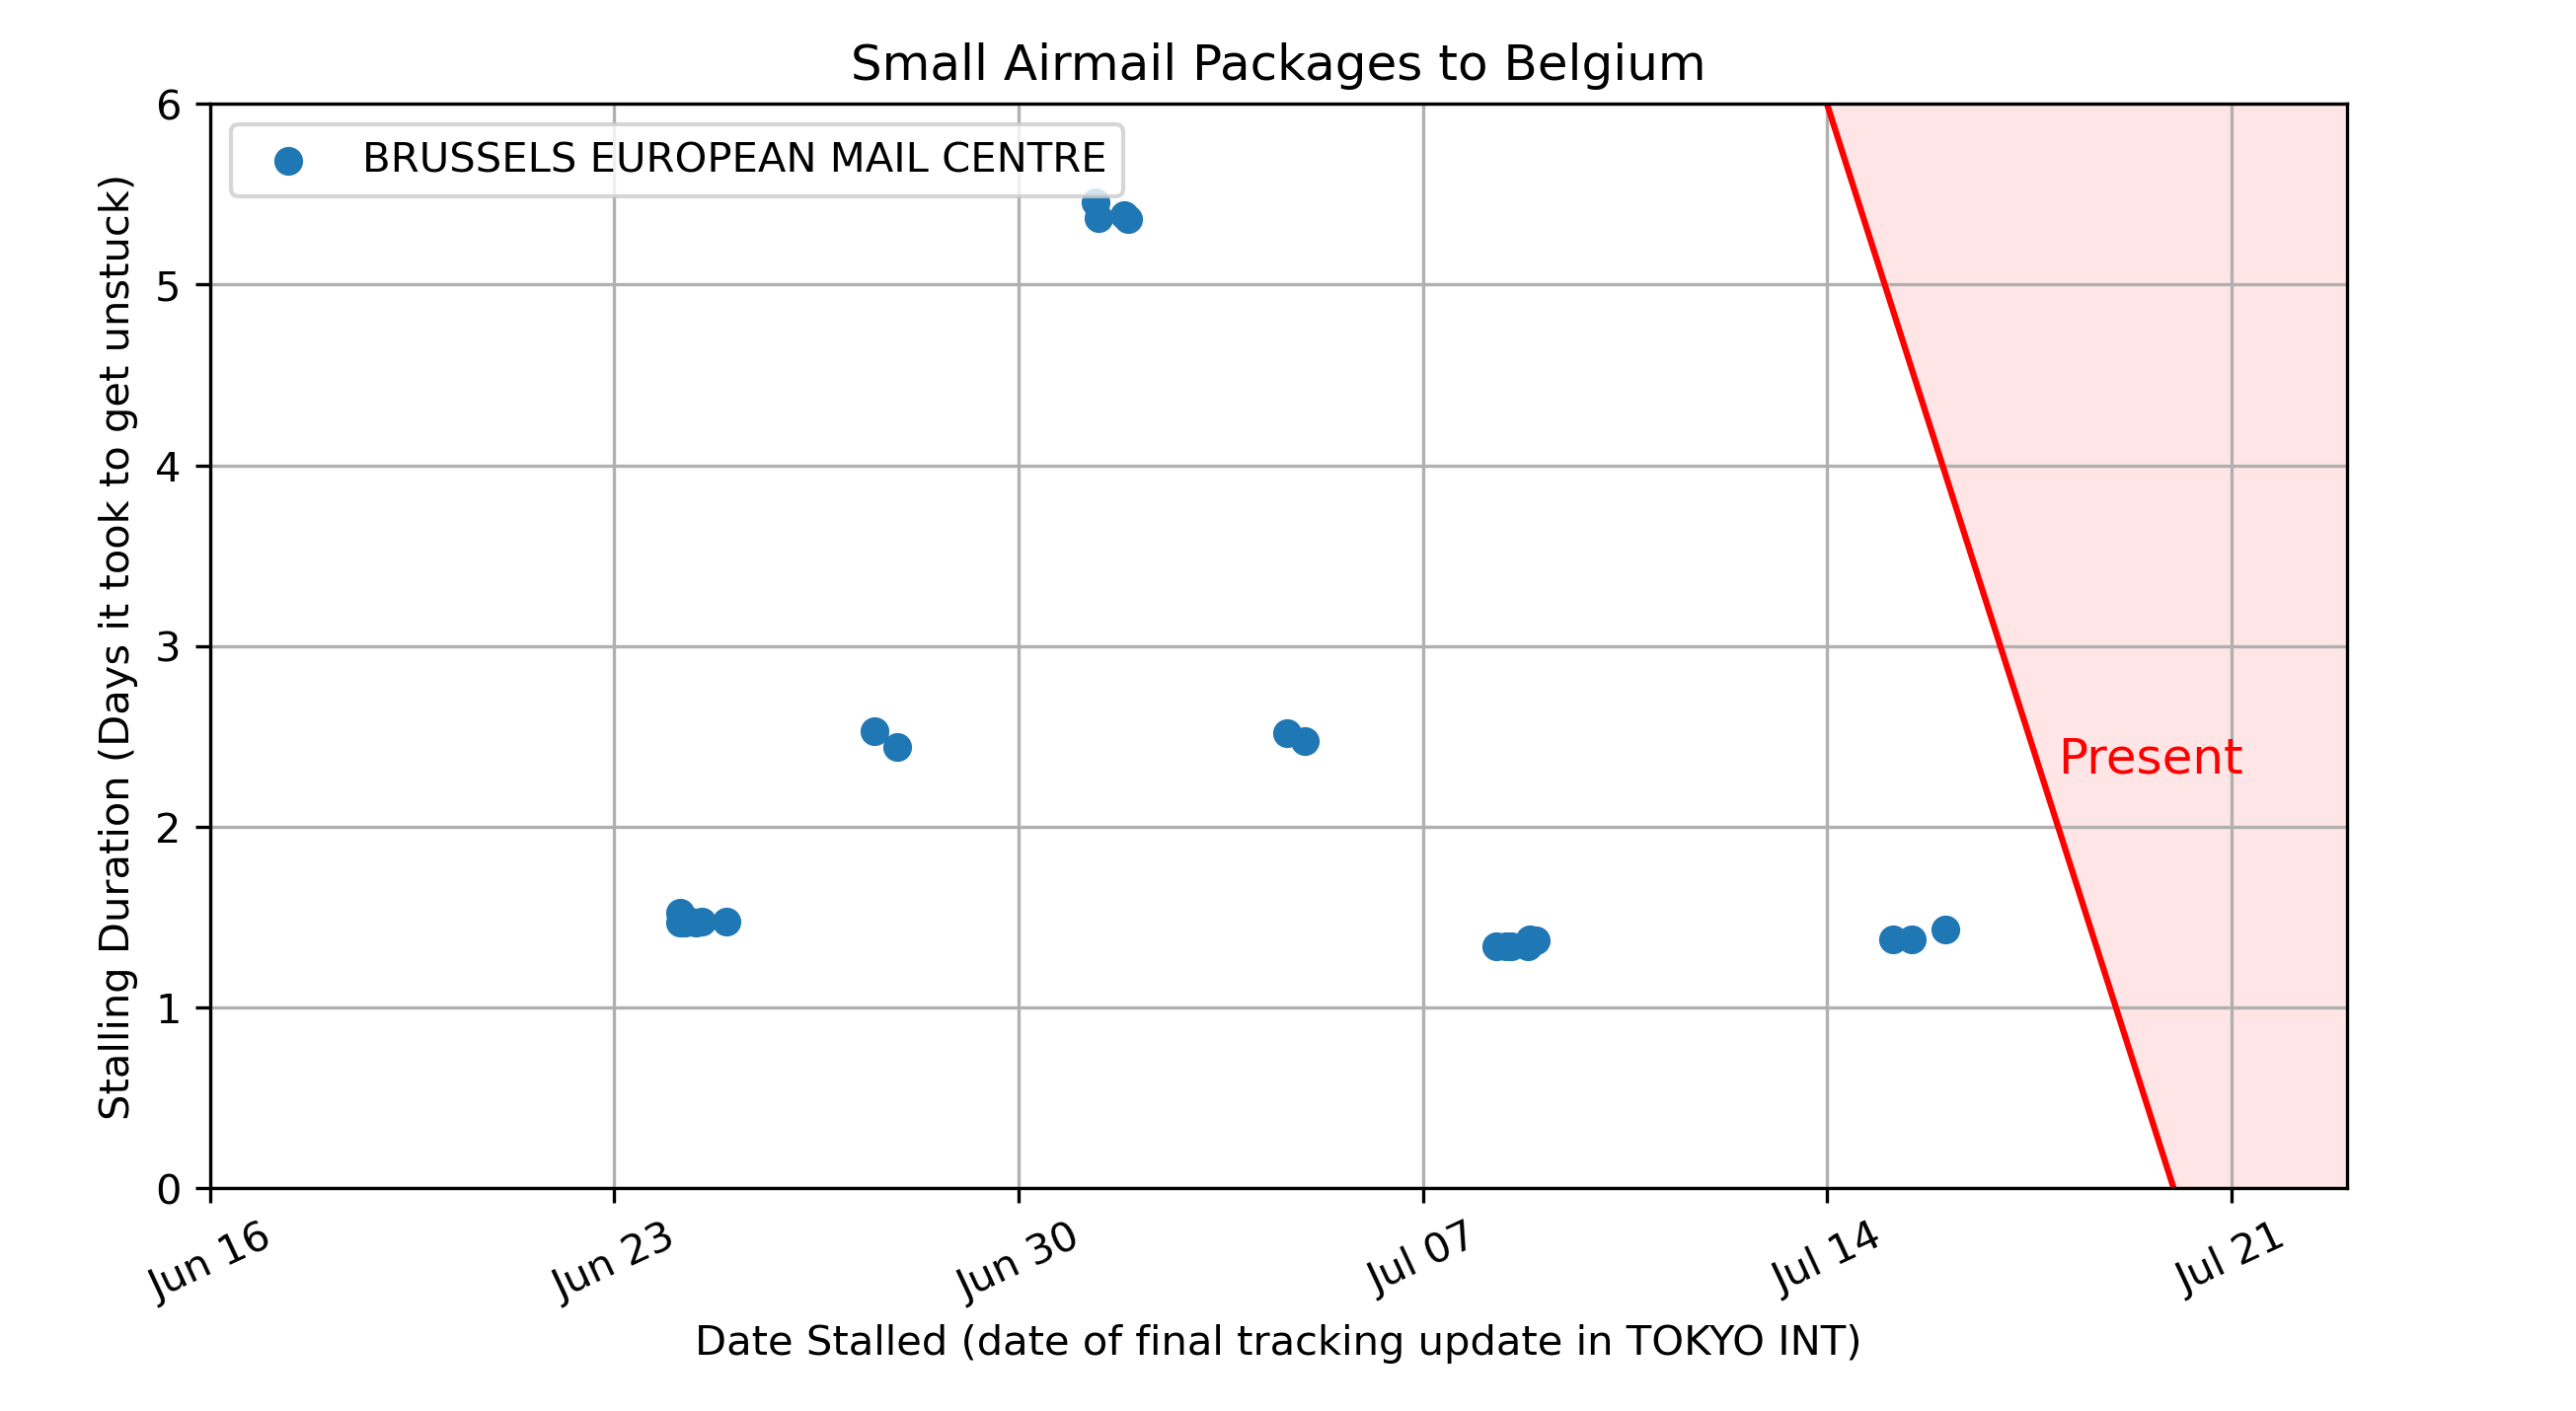 Small Airmail Packages to Belgium
BRUSSELS EUROPEAN MAIL CENTRE
Stalling Duration (Days it took to get unstuck)
6
5
4
3
2
1
0
Present
Jun 16
Jun 23
Jun 30
Jul 07
Jul 14
Jul 21
Date Stalled (date of final tracking update in TOKYO INT)